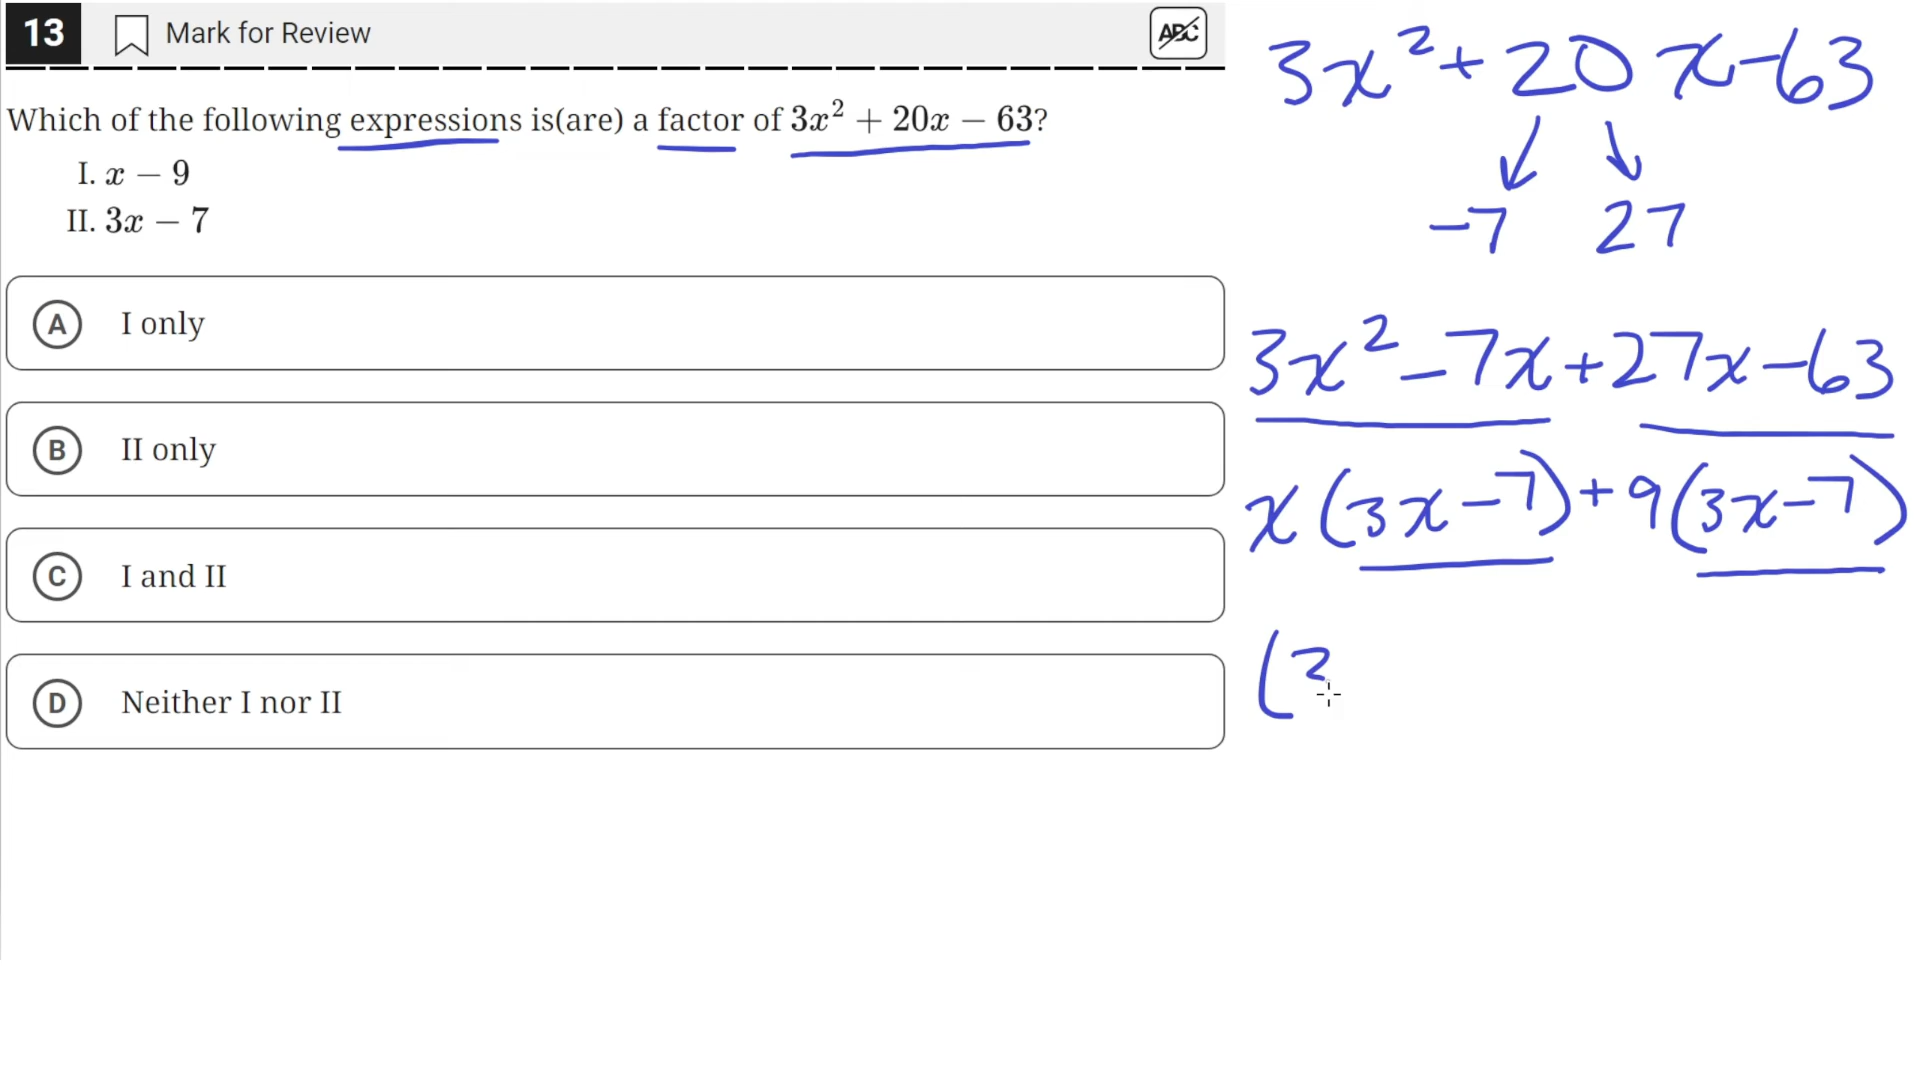 13 Mark for Review ABC
Which of the following expressions is(are) a factor of 3x² + 20x − 63?
I. x − 9
II. 3x − 7
A I only
B II only
C I and II
D Neither I nor II
3x²+20x−63
−7 27
3x²−7x+27x−63
x(3x−7)+9(3x−7)
(3